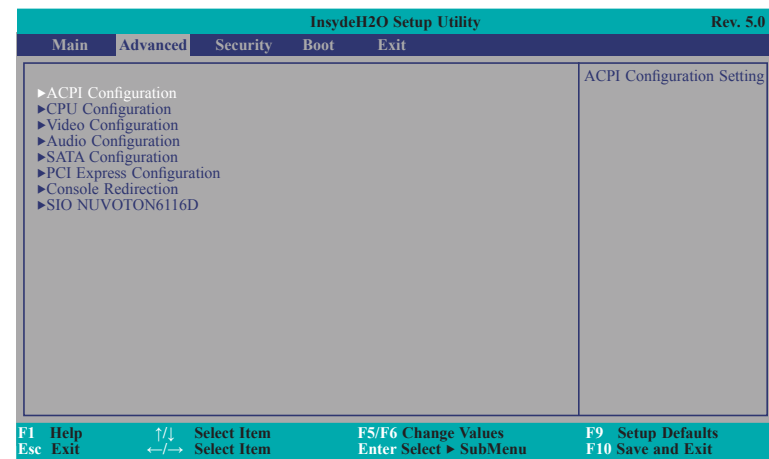 InsydeH2O Setup Utility Rev. 5.0
Main Advanced Security Boot Exit
►ACPI Configuration
►CPU Configuration
►Video Configuration
►Audio Configuration
►SATA Configuration
►PCI Express Configuration
►Console Redirection
►SIO NUVOTON6116D
ACPI Configuration Setting
F1 Help ↑/↓ Select Item F5/F6 Change Values F9 Setup Defaults
Esc Exit ←/→ Select Item Enter Select ► SubMenu F10 Save and Exit